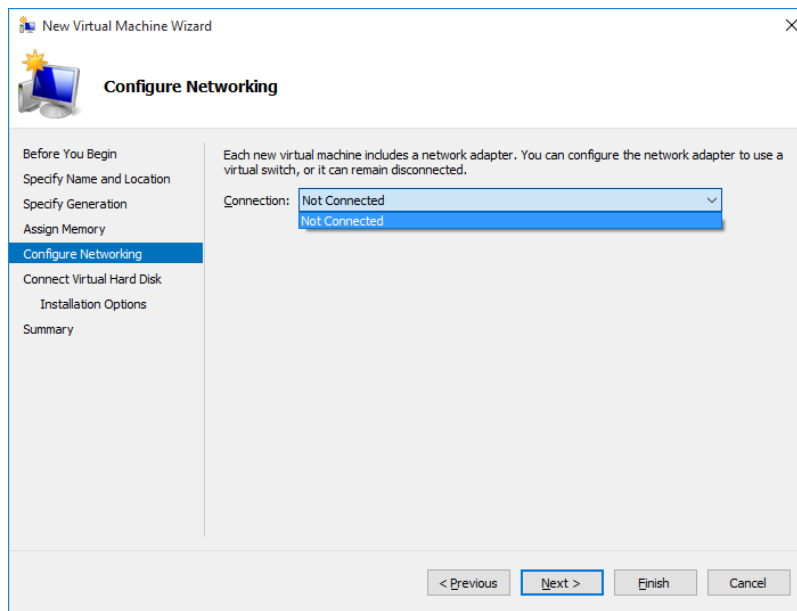 New Virtual Machine Wizard
Configure Networking
Before You Begin
Specify Name and Location
Specify Generation
Assign Memory
Configure Networking
Connect Virtual Hard Disk
Installation Options
Summary
Each new virtual machine includes a network adapter. You can configure the network adapter to use a
virtual switch, or it can remain disconnected.
Connection: Not Connected
Not Connected
< Previous Next > Finish Cancel